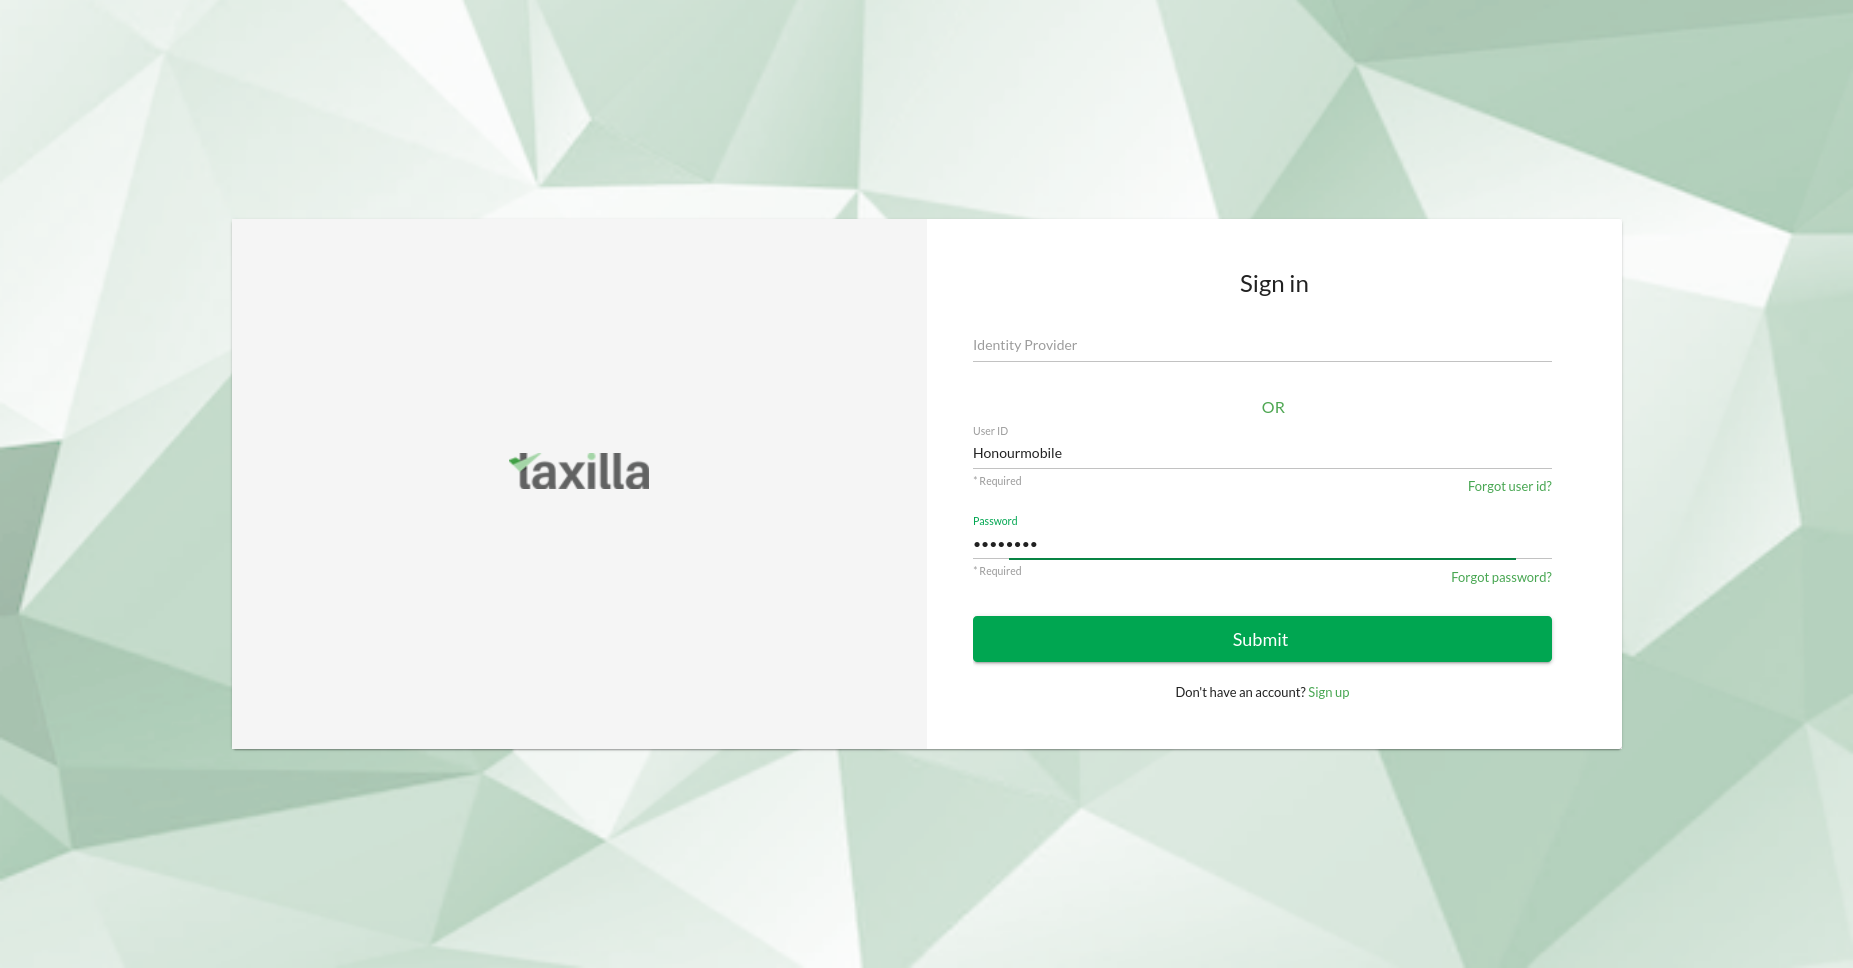 taxilla
Sign in
Identity Provider
OR
User ID
Honourmobile
* Required
Forgot user id?
Password
••••••••
* Required
Forgot password?
Submit
Don't have an account? Sign up